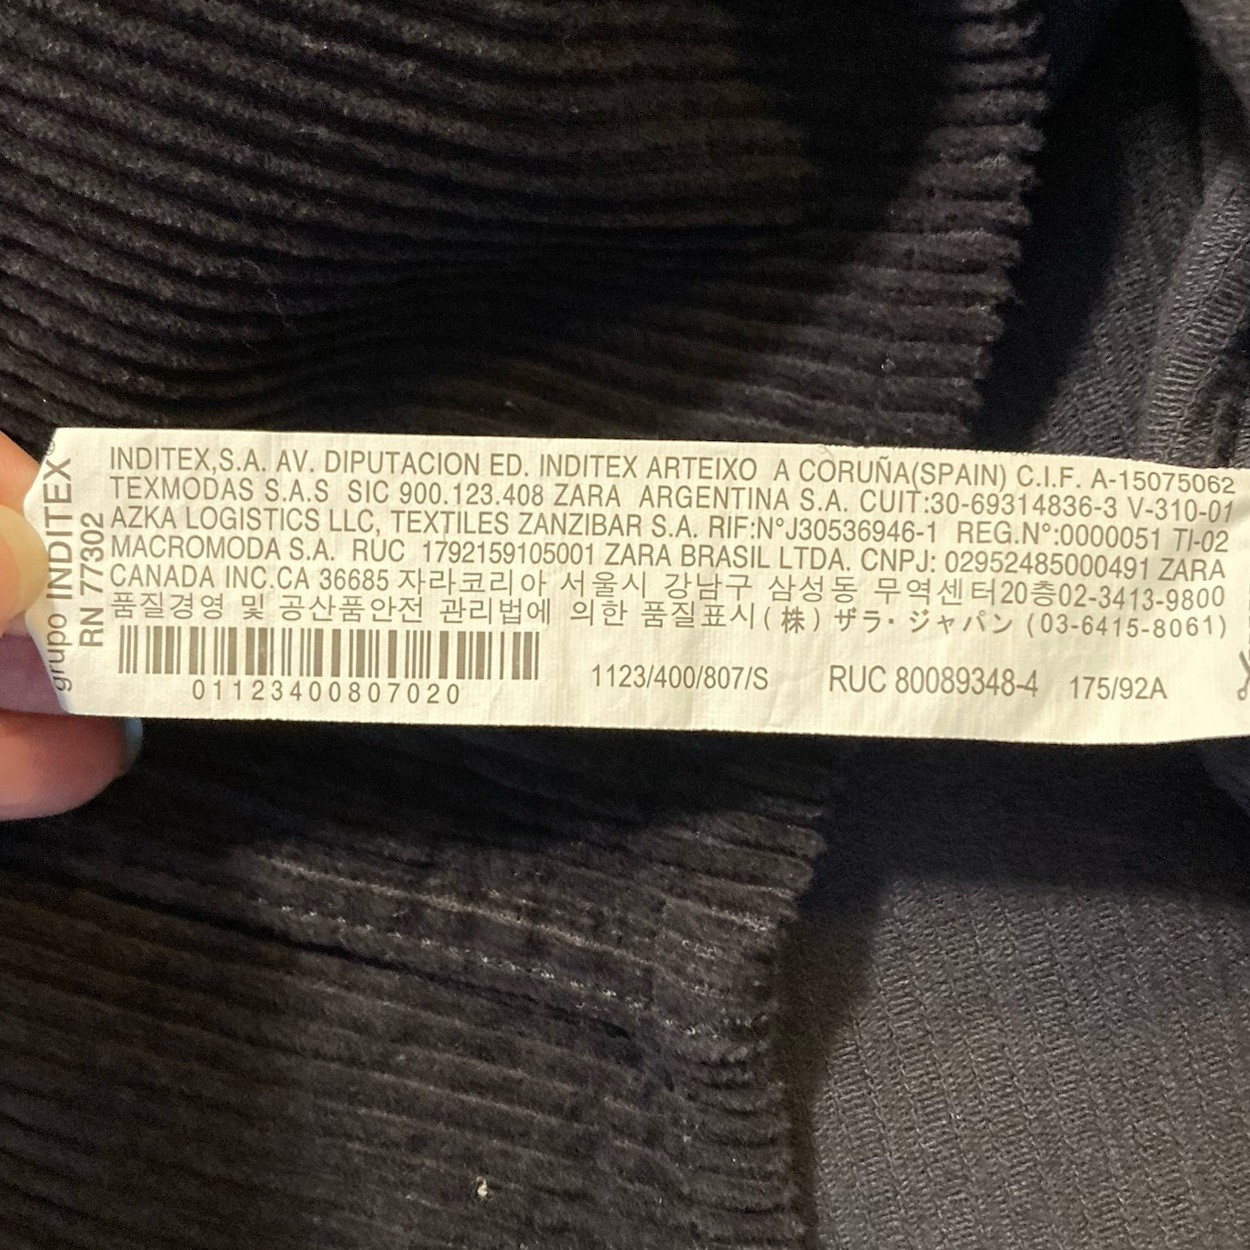 INDITEX,S.A. AV. DIPUTACION ED. INDITEX ARTEIXO A CORUÑA(SPAIN) C.I.F. A-15075062
TEXMODAS S.A.S SIC 900.123.408 ZARA ARGENTINA S.A. CUIT:30-69314836-3 V-310-01
AZKA LOGISTICS LLC, TEXTILES ZANZIBAR S.A. RIF:N°J30536946-1 REG.N°:0000051 TI-02
MACROMODA S.A. RUC 1792159105001 ZARA BRASIL LTDA. CNPJ: 02952485000491 ZARA
CANADA INC.CA 36685 자라코리아 서울시 강남구 삼성동 무역센터20층02-3413-9800
품질경영 및 공산품안전 관리법에 의한 품질표시(株) ザラ・ジャパン (03-6415-8061)
01123400807020
1123/400/807/S RUC 80089348-4 175/92A
grupo INDITEX
RN 77302